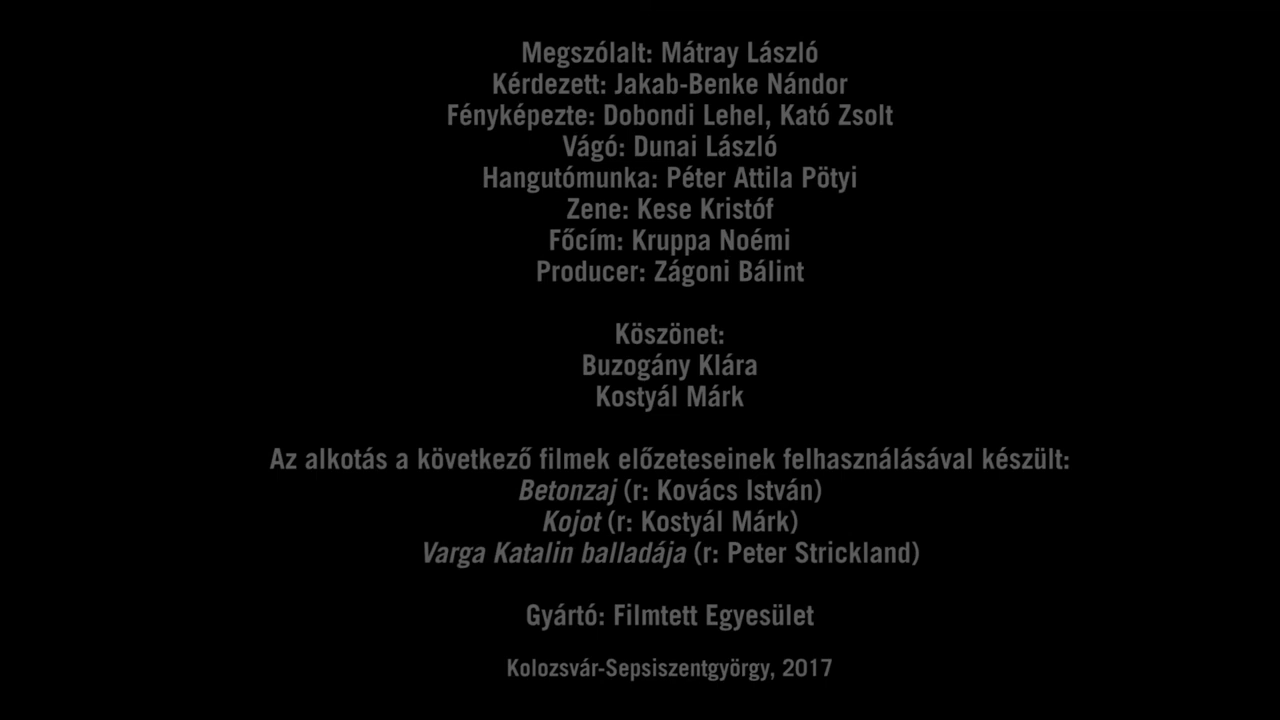 Megszólalt: Mátray László
Kérdezett: Jakab-Benke Nándor
Fényképezte: Dobondi Lehel, Kató Zsolt
Vágó: Dunai László
Hangutómunka: Péter Attila Pötyi
Zene: Kese Kristóf
Főcím: Kruppa Noémi
Producer: Zágoni Bálint
Köszönet:
Buzogány Klára
Kostyál Márk
Az alkotás a következő filmek előzeteseinek felhasználásával készült:
Betonzaj (r: Kovács István)
Kojot (r: Kostyál Márk)
Varga Katalin balladája (r: Peter Strickland)
Gyártó: Filmtett Egyesület
Kolozsvár-Sepsiszentgyörgy, 2017